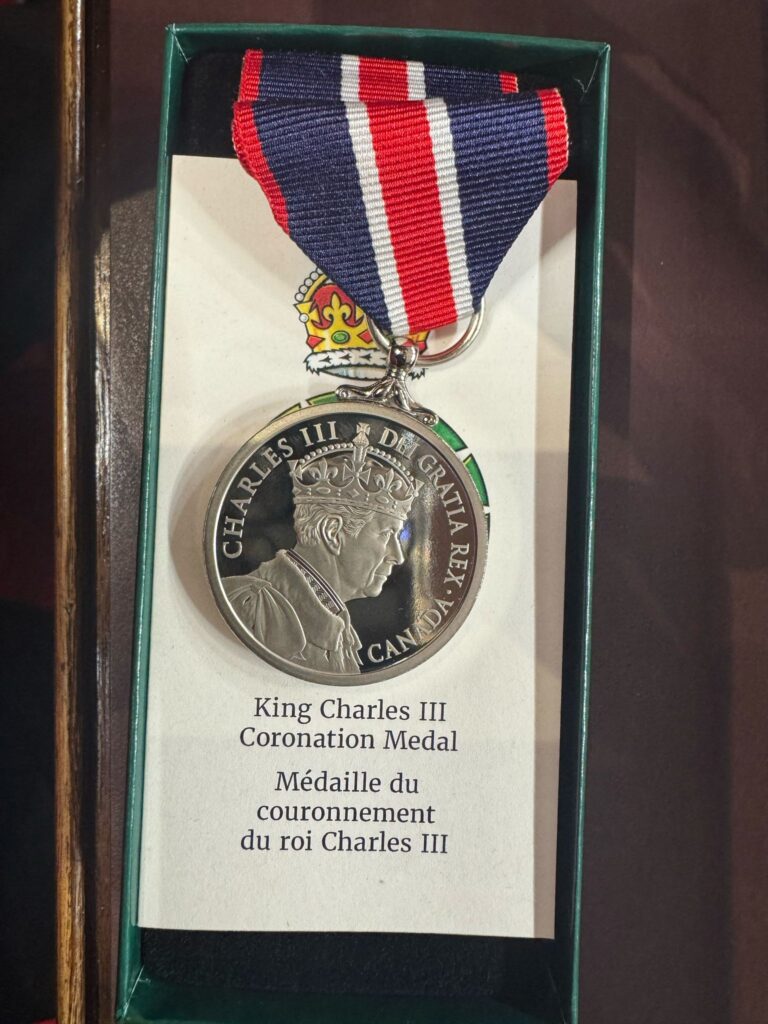 CHARLES III ✠ DEI GRATIA REX · CANADA ·
King Charles III
Coronation Medal
Médaille du
couronnement
du roi Charles III